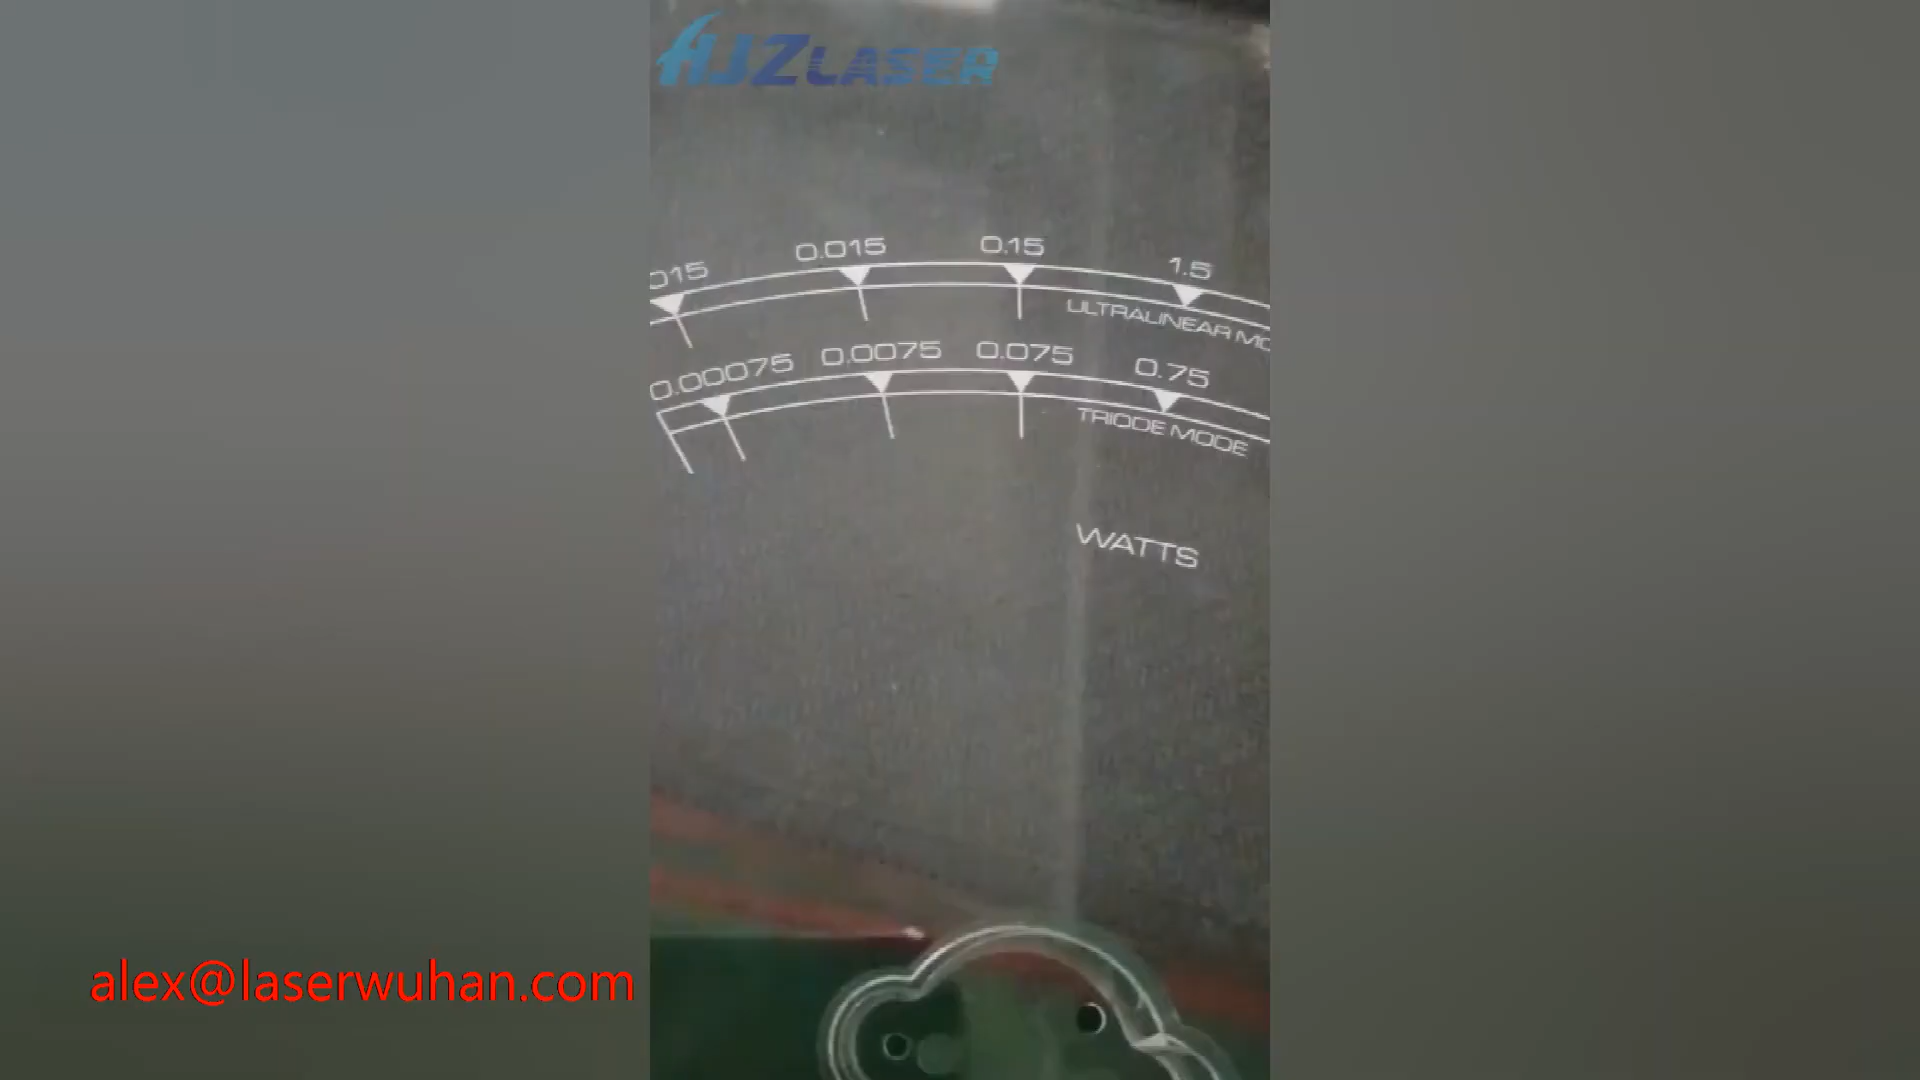 HJZLASER
015 0.015 0.15 1.5
ULTRALINEAR MO
0.00075 0.0075 0.075 0.75
TRIODE MODE
WATTS
alex@laserwuhan.com